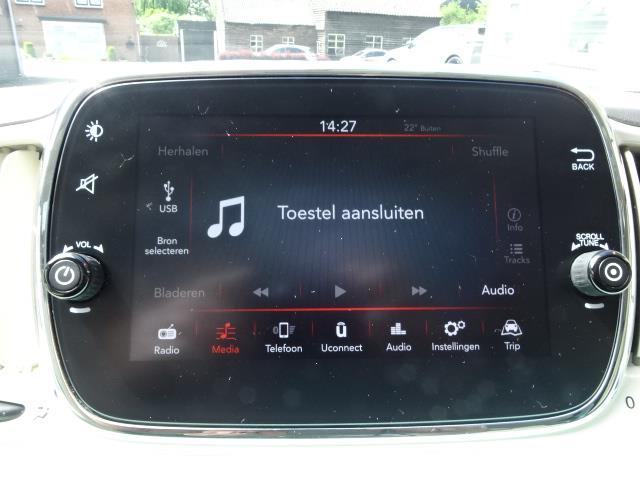 14:27 22° Buiten
Herhalen Shuffle
BACK
USB
Toestel aansluiten
Info
Bron
selecteren
VOL
SCROLL
TUNE
Tracks
Bladeren Audio
Radio Media Telefoon Uconnect Audio Instellingen Trip
0